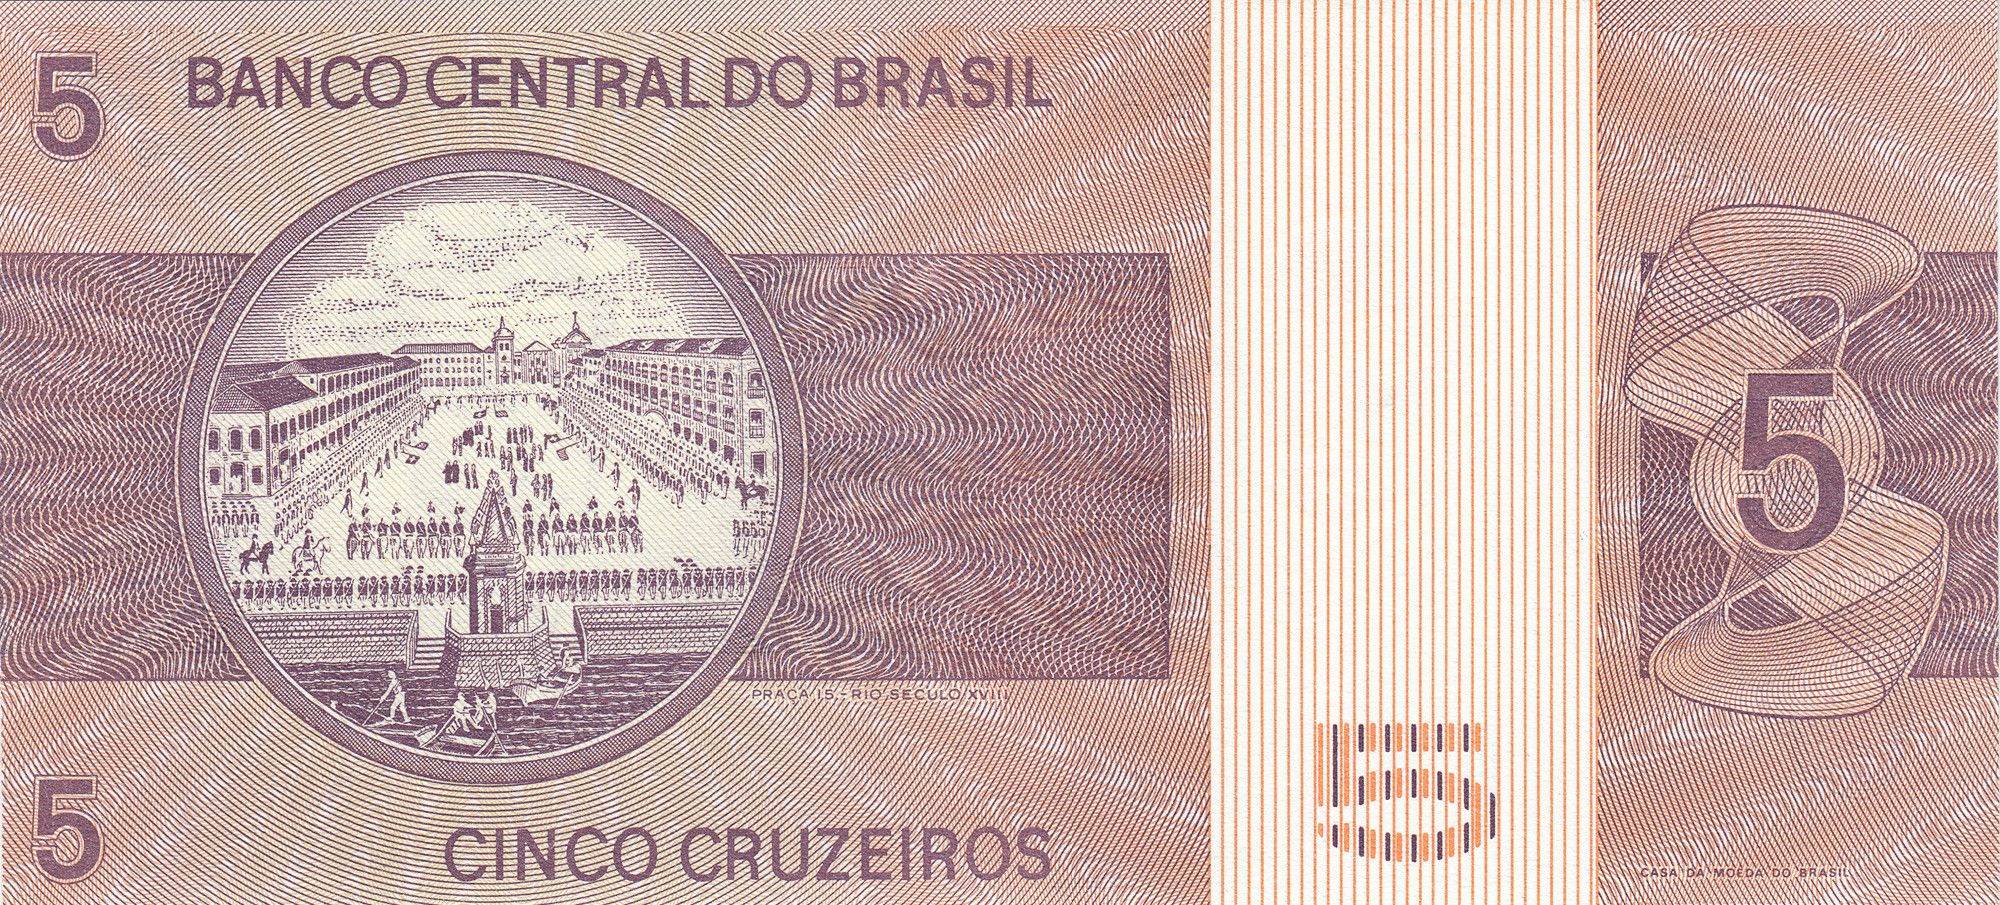 5
BANCO CENTRAL DO BRASIL
5
PRAÇA 15 - RIO SECULO XVIII
5
5
CINCO CRUZEIROS
CASA DA MOEDA DO BRASIL